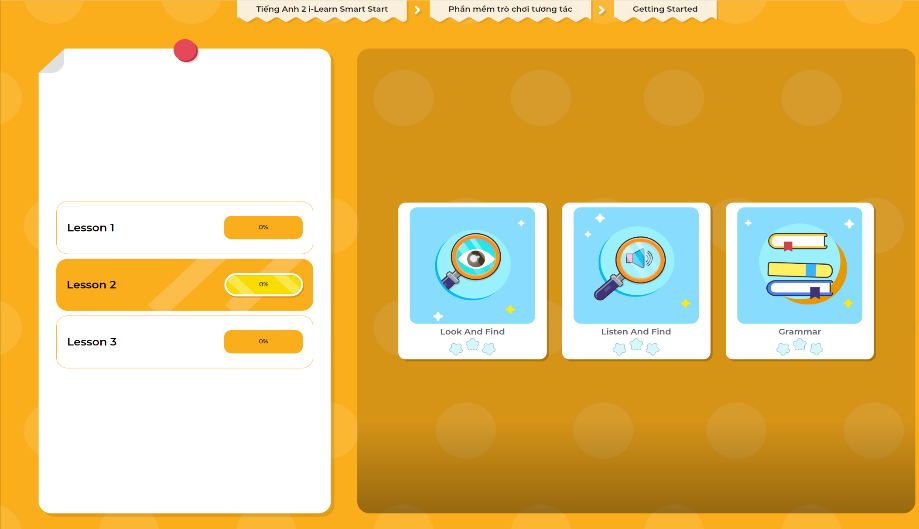 Tiếng Anh 2 i-Learn Smart Start
Phần mềm trò chơi tương tác
Getting Started
Lesson 1
0%
Lesson 2
0%
Lesson 3
0%
Look And Find
Listen And Find
Grammar